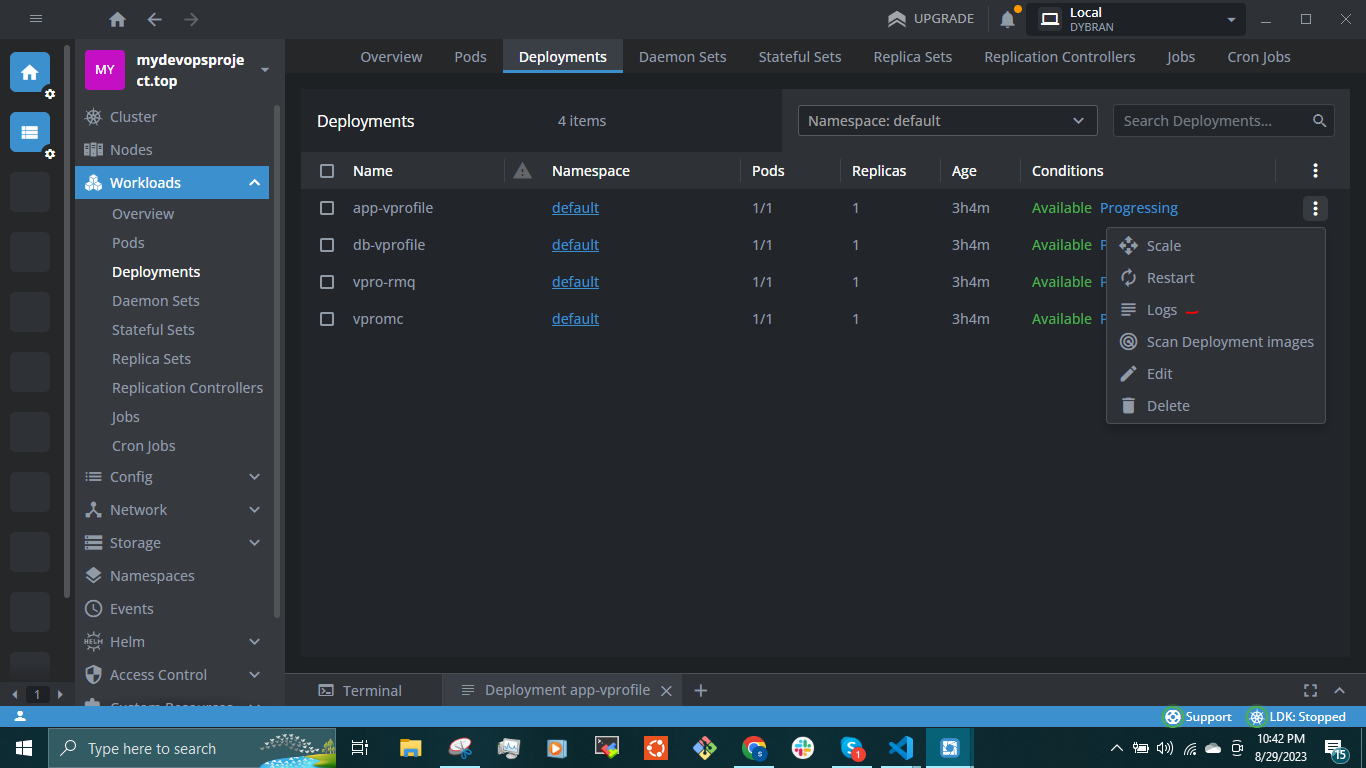 UPGRADE
Local
DYBRAN
MY
mydevopsproje
ct.top
Cluster
Nodes
Workloads
Overview
Pods
Deployments
Daemon Sets
Stateful Sets
Replica Sets
Replication Controllers
Jobs
Cron Jobs
Config
Network
Storage
Namespaces
Events
HELM
Helm
Access Control
Custom Resources
1
Overview Pods Deployments Daemon Sets Stateful Sets Replica Sets Replication Controllers Jobs Cron Jobs
Deployments 4 items Namespace: default Search Deployments...
Name Namespace Pods Replicas Age Conditions
app-vprofile default 1/1 1 3h4m Available Progressing
db-vprofile default 1/1 1 3h4m Available P
vpro-rmq default 1/1 1 3h4m Available P
vpromc default 1/1 1 3h4m Available P
Scale
Restart
Logs
Scan Deployment images
Edit
Delete
Terminal Deployment app-vprofile
Support LDK: Stopped
Type here to search
S
1
10:42 PM
8/29/2023
15